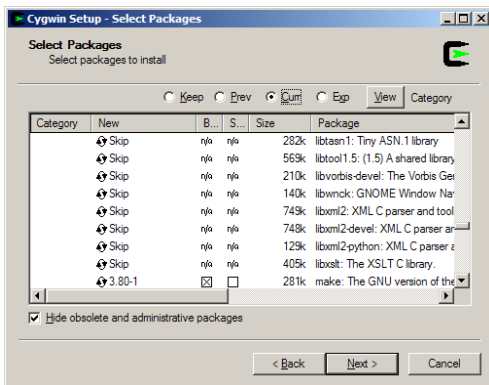 Cygwin Setup - Select Packages
Select Packages
Select packages to install
Keep Prev Curr Exp View Category
Category New B... S... Size Package
Skip n/a n/a 282k libtasn1: Tiny ASN.1 library
Skip n/a n/a 569k libtool1.5: (1.5) A shared library
Skip n/a n/a 210k libvorbis-devel: The Vorbis Ge
Skip n/a n/a 140k libwnck: GNOME Window Na
Skip n/a n/a 749k libxml2: XML C parser and tool
Skip n/a n/a 748k libxml2-devel: XML C parser ar
Skip n/a n/a 129k libxml2-python: XML C parser a
Skip n/a n/a 405k libxslt: The XSLT C library.
3.80-1 281k make: The GNU version of the
Hide obsolete and administrative packages
< Back Next > Cancel